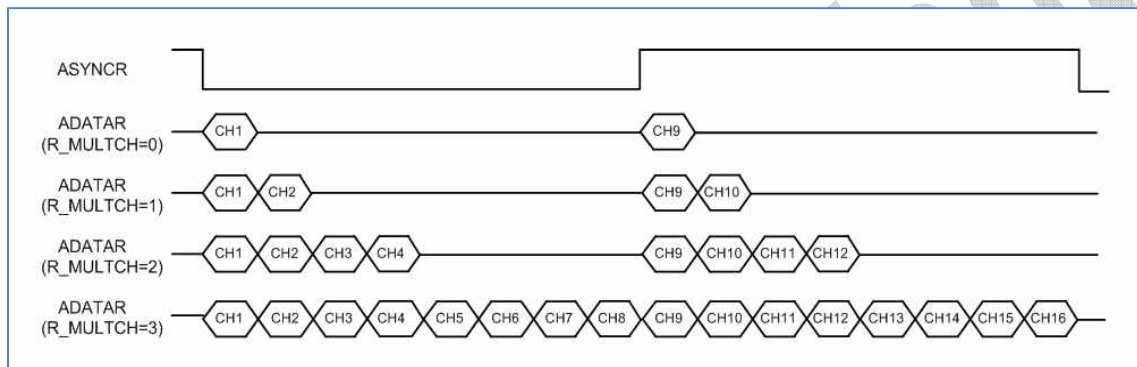 ASYNCR
ADATAR
(R_MULTCH=0)
CH1 CH9
ADATAR
(R_MULTCH=1)
CH1 CH2 CH9 CH10
ADATAR
(R_MULTCH=2)
CH1 CH2 CH3 CH4 CH9 CH10 CH11 CH12
ADATAR
(R_MULTCH=3)
CH1 CH2 CH3 CH4 CH5 CH6 CH7 CH8 CH9 CH10 CH11 CH12 CH13 CH14 CH15 CH16